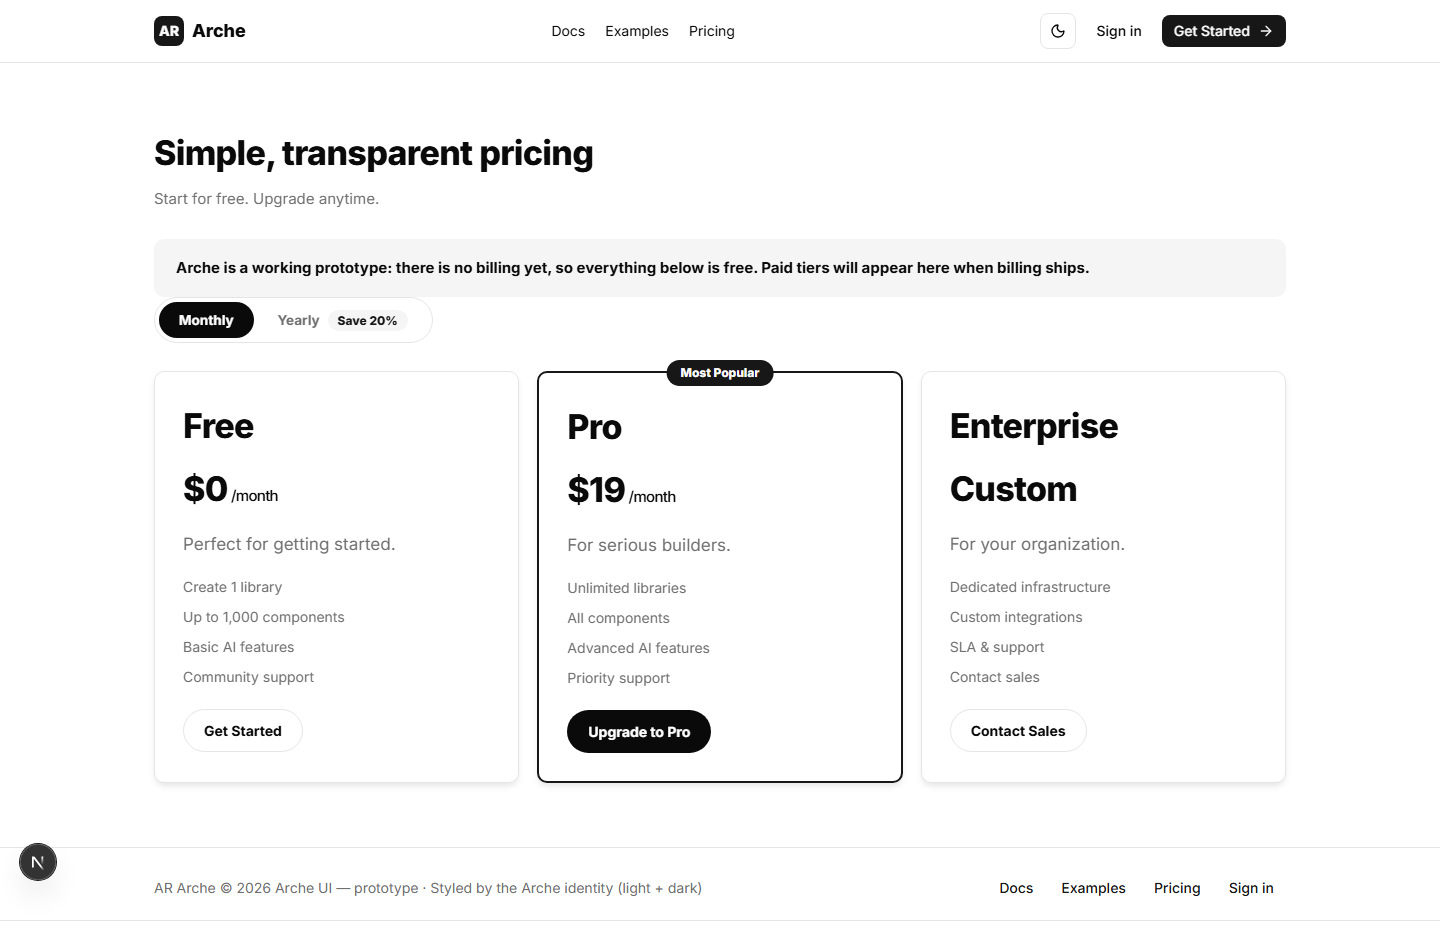 AR Arche
Docs Examples Pricing
Sign in
Get Started →
Simple, transparent pricing
Start for free. Upgrade anytime.
Arche is a working prototype: there is no billing yet, so everything below is free. Paid tiers will appear here when billing ships.
Monthly Yearly Save 20%
Free
$0 /month
Perfect for getting started.
Create 1 library
Up to 1,000 components
Basic AI features
Community support
Get Started
Most Popular
Pro
$19 /month
For serious builders.
Unlimited libraries
All components
Advanced AI features
Priority support
Upgrade to Pro
Enterprise
Custom
For your organization.
Dedicated infrastructure
Custom integrations
SLA & support
Contact sales
Contact Sales
N
AR Arche © 2026 Arche UI — prototype · Styled by the Arche identity (light + dark)
Docs Examples Pricing Sign in